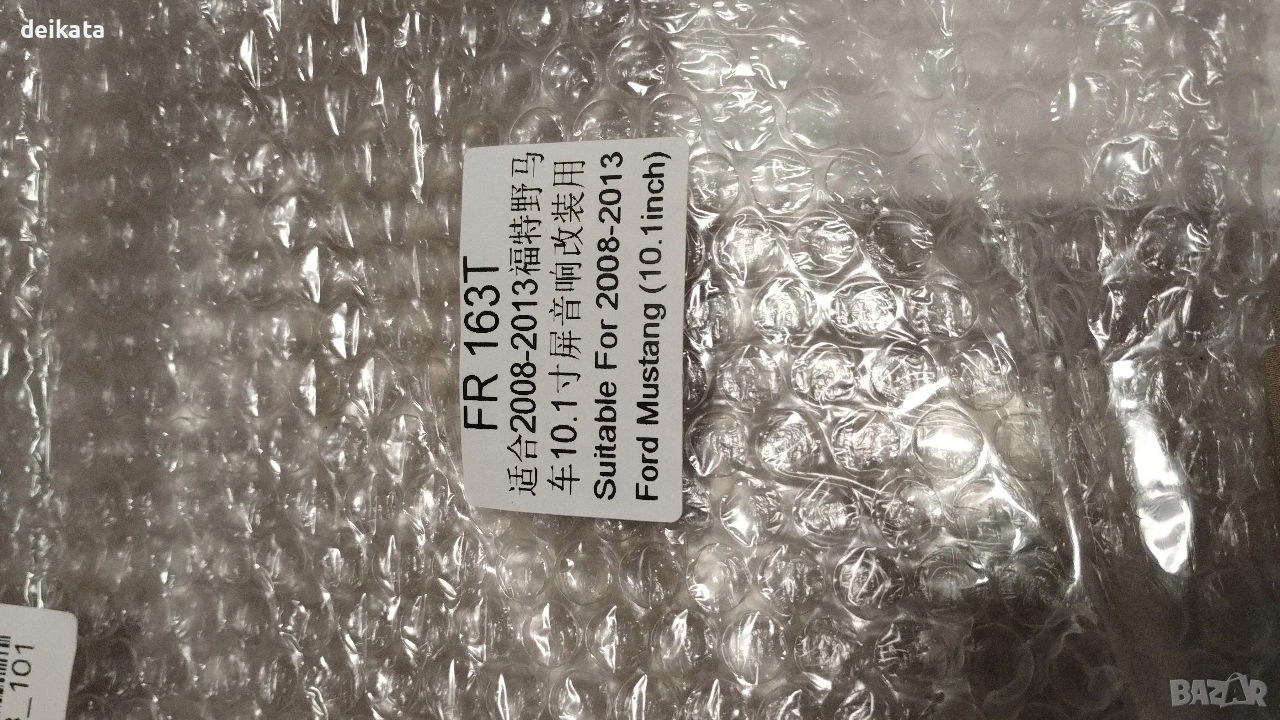 deikata
FR 163T
适合2008-2013福特野马
车10.1寸屏音响改装用
Suitable For 2008-2013
Ford Mustang (10.1inch)
_101
BAZAR